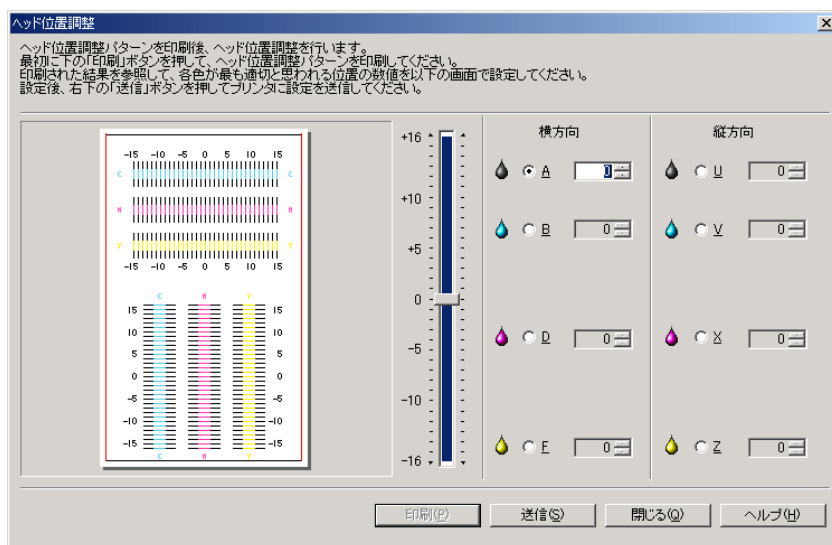 ヘッド位置調整
ヘッド位置調整パターンを印刷後、ヘッド位置調整を行います。
最初に下の「印刷」ボタンを押して、ヘッド位置調整パターンを印刷してください。
印刷された結果を参照して、各色が最も適切と思われる位置の数値を以下の画面で設定してください。
設定後、右下の「送信」ボタンを押してプリンタに設定を送信してください。
-15 -10 -5 0 5 10 15
C C
M M
Y Y
-15 -10 -5 0 5 10 15
C M Y
15 15
10 10
5 5
0 0
-5 -5
-10 -10
-15 -15
C M Y
+16
+10
+5
0
-5
-10
-16
横方向 縦方向
A 0 U 0
B 0 V 0
D 0 X 0
F 0 Z 0
印刷(P) 送信(S) 閉じる(Q) ヘルプ(H)